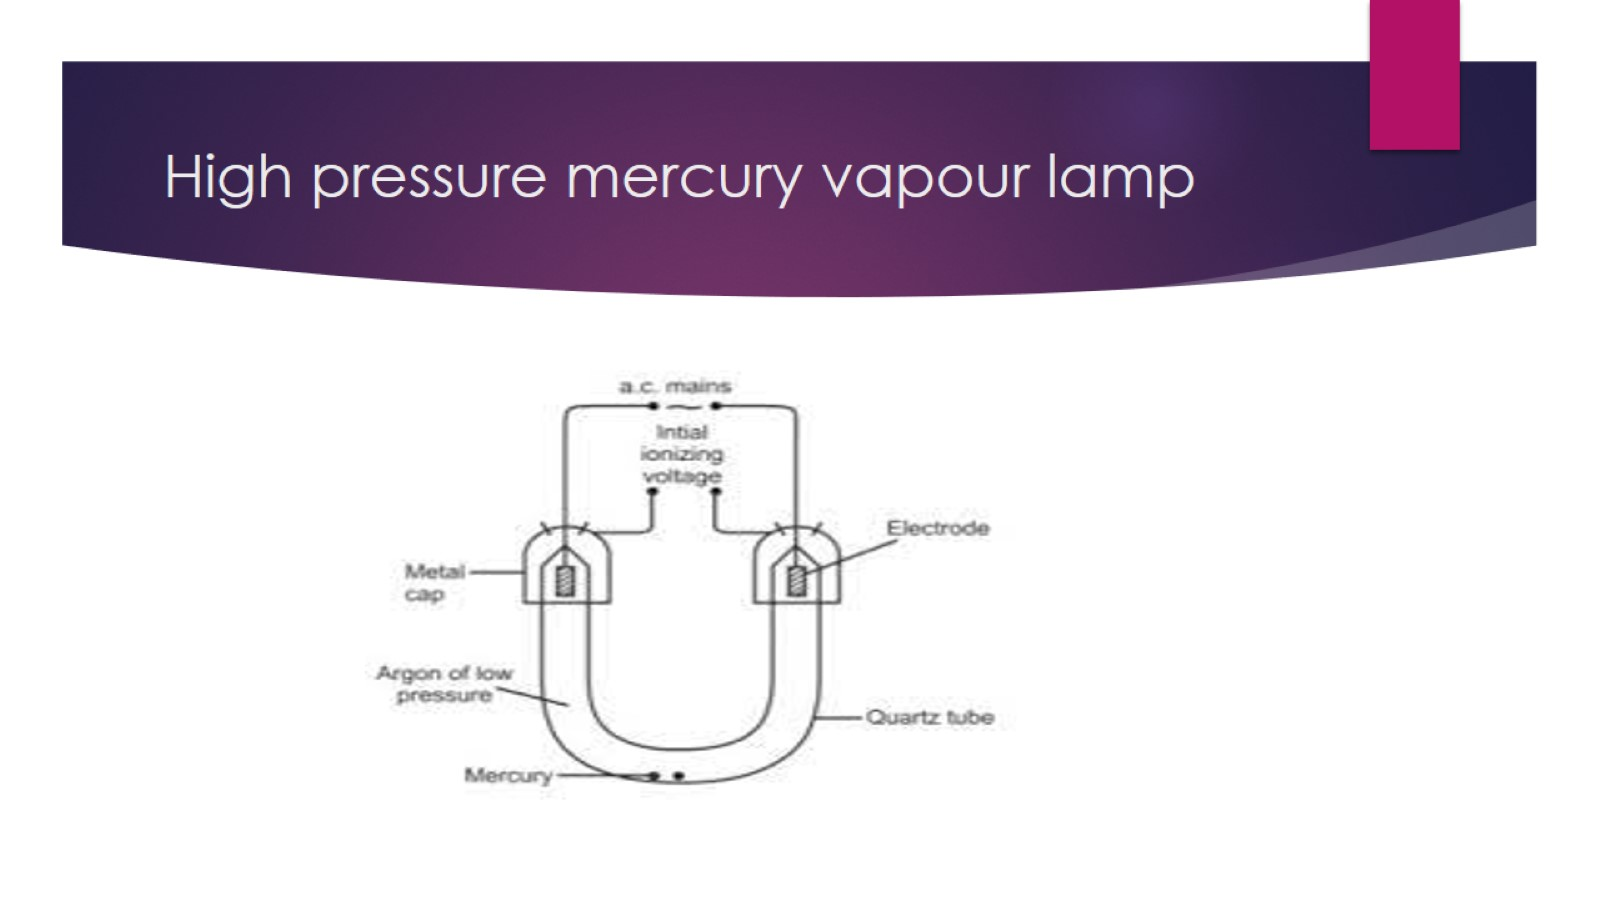 High pressure mercury vapour lamp
a.c. mains
Intial
ionizing
voltage
Electrode
Metal
cap
Argon of low
pressure
Quartz tube
Mercury